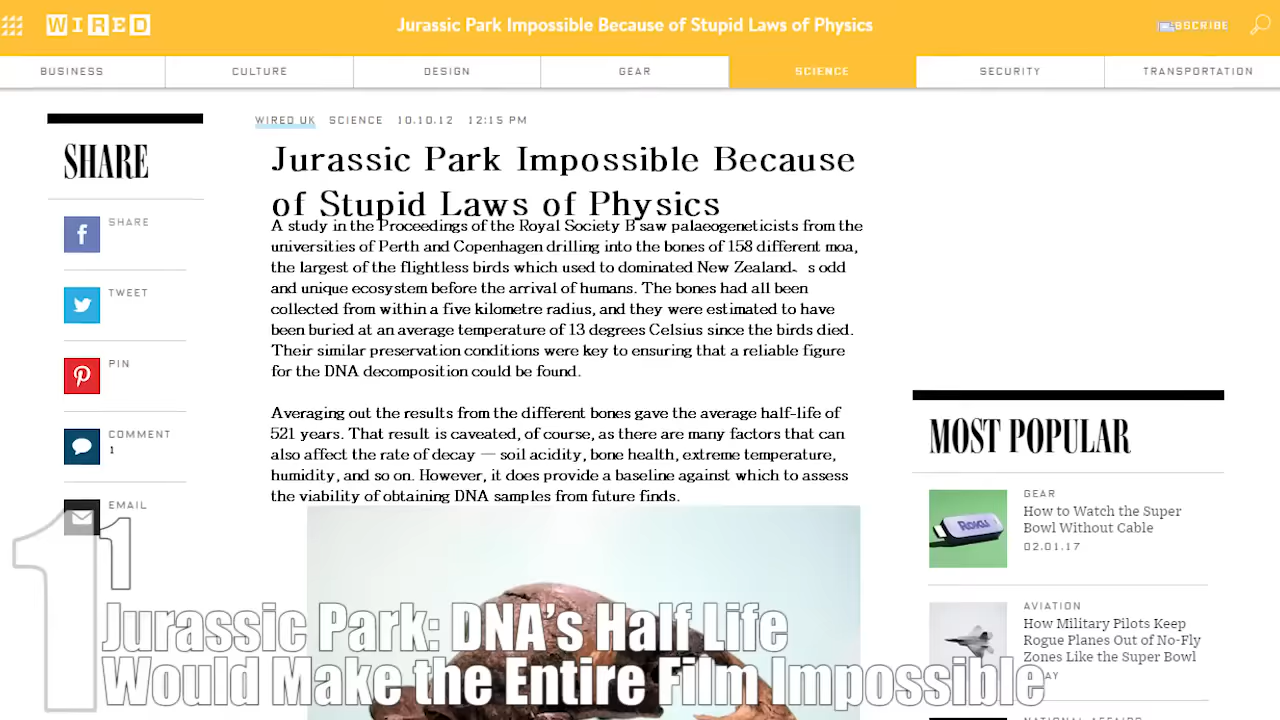 WIRED
Jurassic Park Impossible Because of Stupid Laws of Physics
BSCRIBE
BUSINESS
CULTURE
DESIGN
GEAR
SCIENCE
SECURITY
TRANSPORTATION
WIRED UK SCIENCE 10.10.12 12:15 PM
SHARE
SHARE
TWEET
PIN
COMMENT
1
EMAIL
Jurassic Park Impossible Because
of Stupid Laws of Physics
A study in the Proceedings of the Royal Society B saw palaeogeneticists from the
universities of Perth and Copenhagen drilling into the bones of 158 different moa,
the largest of the flightless birds which used to dominated New Zealand、s odd
and unique ecosystem before the arrival of humans. The bones had all been
collected from within a five kilometre radius, and they were estimated to have
been buried at an average temperature of 13 degrees Celsius since the birds died.
Their similar preservation conditions were key to ensuring that a reliable figure
for the DNA decomposition could be found.
Averaging out the results from the different bones gave the average half-life of
521 years. That result is caveated, of course, as there are many factors that can
also affect the rate of decay — soil acidity, bone health, extreme temperature,
humidity, and so on. However, it does provide a baseline against which to assess
the viability of obtaining DNA samples from future finds.
MOST POPULAR
GEAR
How to Watch the Super
Bowl Without Cable
02.01.17
ROKU
AVIATION
How Military Pilots Keep
Rogue Planes Out of No-Fly
Zones Like the Super Bowl
AY
NATIONAL AFFAIRS
11
Jurassic Park: DNA's Half Life
Would Make the Entire Film Impossible